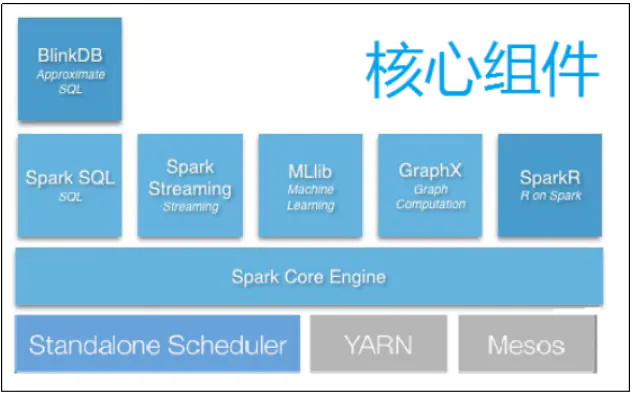 BlinkDB
Approximate
SQL
核心组件
Spark SQL
SQL
Spark
Streaming
Streaming
MLlib
Machine
Learning
GraphX
Graph
Computation
SparkR
R on Spark
Spark Core Engine
Standalone Scheduler
YARN
Mesos